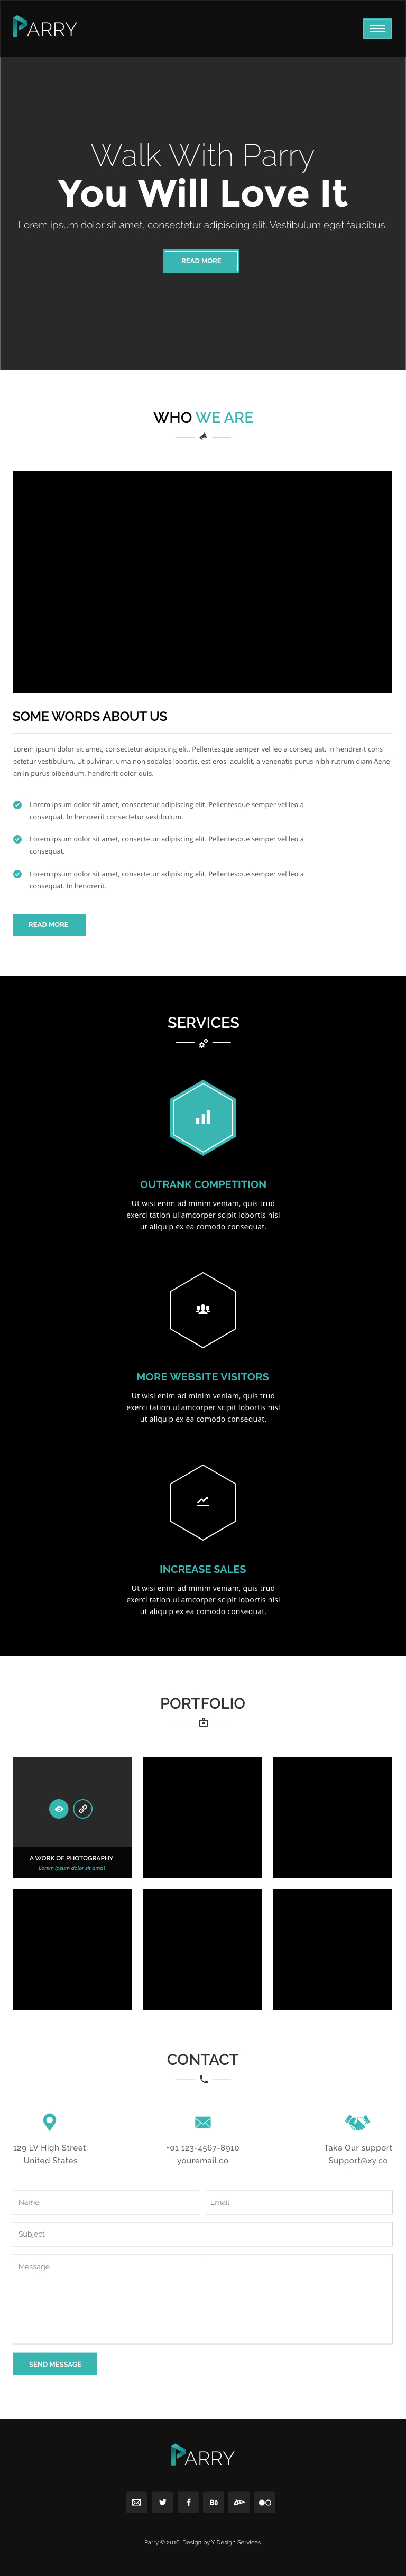 PARRY
Walk With Parry
You Will Love It
Lorem ipsum dolor sit amet, consectetur adipiscing elit. Vestibulum eget faucibus
READ MORE
WHO WE ARE
SOME WORDS ABOUT US
Lorem ipsum dolor sit amet, consectetur adipiscing elit. Pellentesque semper vel leo a conseq uat. In hendrerit cons
ectetur vestibulum. Ut pulvinar, urna non sodales lobortis, est eros iaculelit, a venenatis purus nibh rutrum diam Aene
an in purus bibendum, hendrerit dolor quis.
Lorem ipsum dolor sit amet, consectetur adipiscing elit. Pellentesque semper vel leo a
consequat. In hendrerit consectetur vestibulum.
Lorem ipsum dolor sit amet, consectetur adipiscing elit. Pellentesque semper vel leo a
consequat.
Lorem ipsum dolor sit amet, consectetur adipiscing elit. Pellentesque semper vel leo a
consequat. In hendrerit.
READ MORE
SERVICES
OUTRANK COMPETITION
Ut wisi enim ad minim veniam, quis trud
exerci tation ullamcorper scipit lobortis nisl
ut aliquip ex ea comodo consequat.
MORE WEBSITE VISITORS
Ut wisi enim ad minim veniam, quis trud
exerci tation ullamcorper scipit lobortis nisl
ut aliquip ex ea comodo consequat.
INCREASE SALES
Ut wisi enim ad minim veniam, quis trud
exerci tation ullamcorper scipit lobortis nisl
ut aliquip ex ea comodo consequat.
PORTFOLIO
A WORK OF PHOTOGRAPHY
Lorem ipsum dolor sit amet
CONTACT
129 LV High Street,
United States
+01 123-4567-8910
youremail.co
Take Our support
Support@xy.co
Name
Email
Subject
Message
SEND MESSAGE
PARRY
Bē
Parry © 2016. Design by Y Design Services.